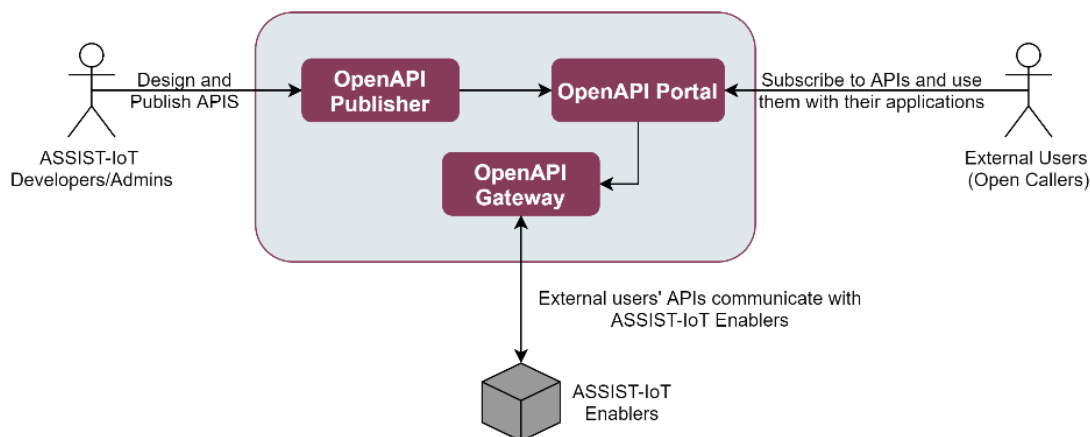 Design and
Publish APIS
OpenAPI
Publisher
OpenAPI Portal
Subscribe to APIs and use
them with their applications
ASSIST-IoT
Developers/Admins
OpenAPI
Gateway
External Users
(Open Callers)
External users' APIs communicate with
ASSIST-IoT Enablers
ASSIST-IoT
Enablers